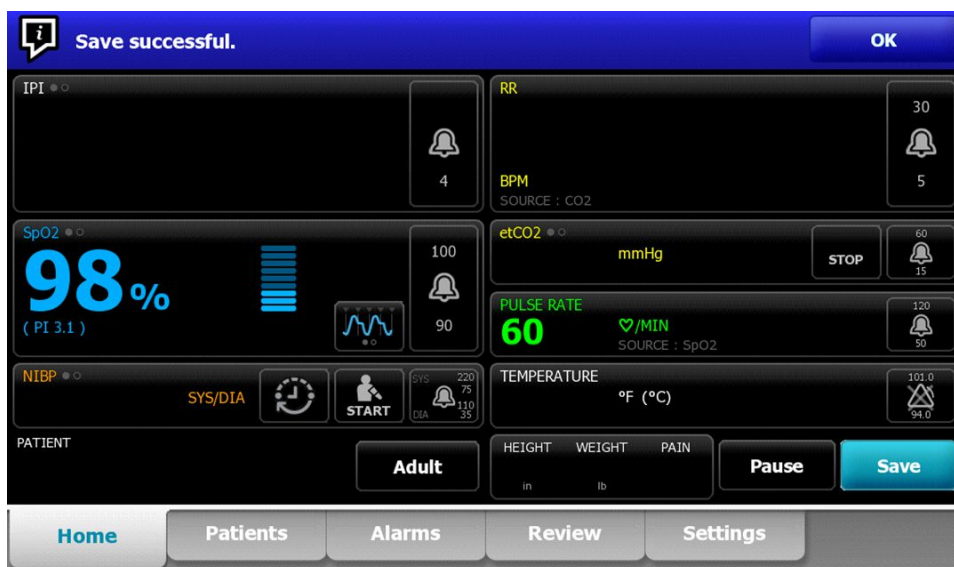 Save successful.
OK
IPI
4
RR
30
5
BPM
SOURCE : CO2
SpO2
98 %
( PI 3.1 )
100
90
etCO2
mmHg
STOP
60
15
PULSE RATE
60
♡/MIN
SOURCE : SpO2
120
50
NIBP
SYS/DIA
START
SYS 220
75
110
DIA 35
TEMPERATURE
°F (°C)
101.0
94.0
PATIENT
Adult
HEIGHT WEIGHT PAIN
in lb
Pause
Save
Home Patients Alarms Review Settings